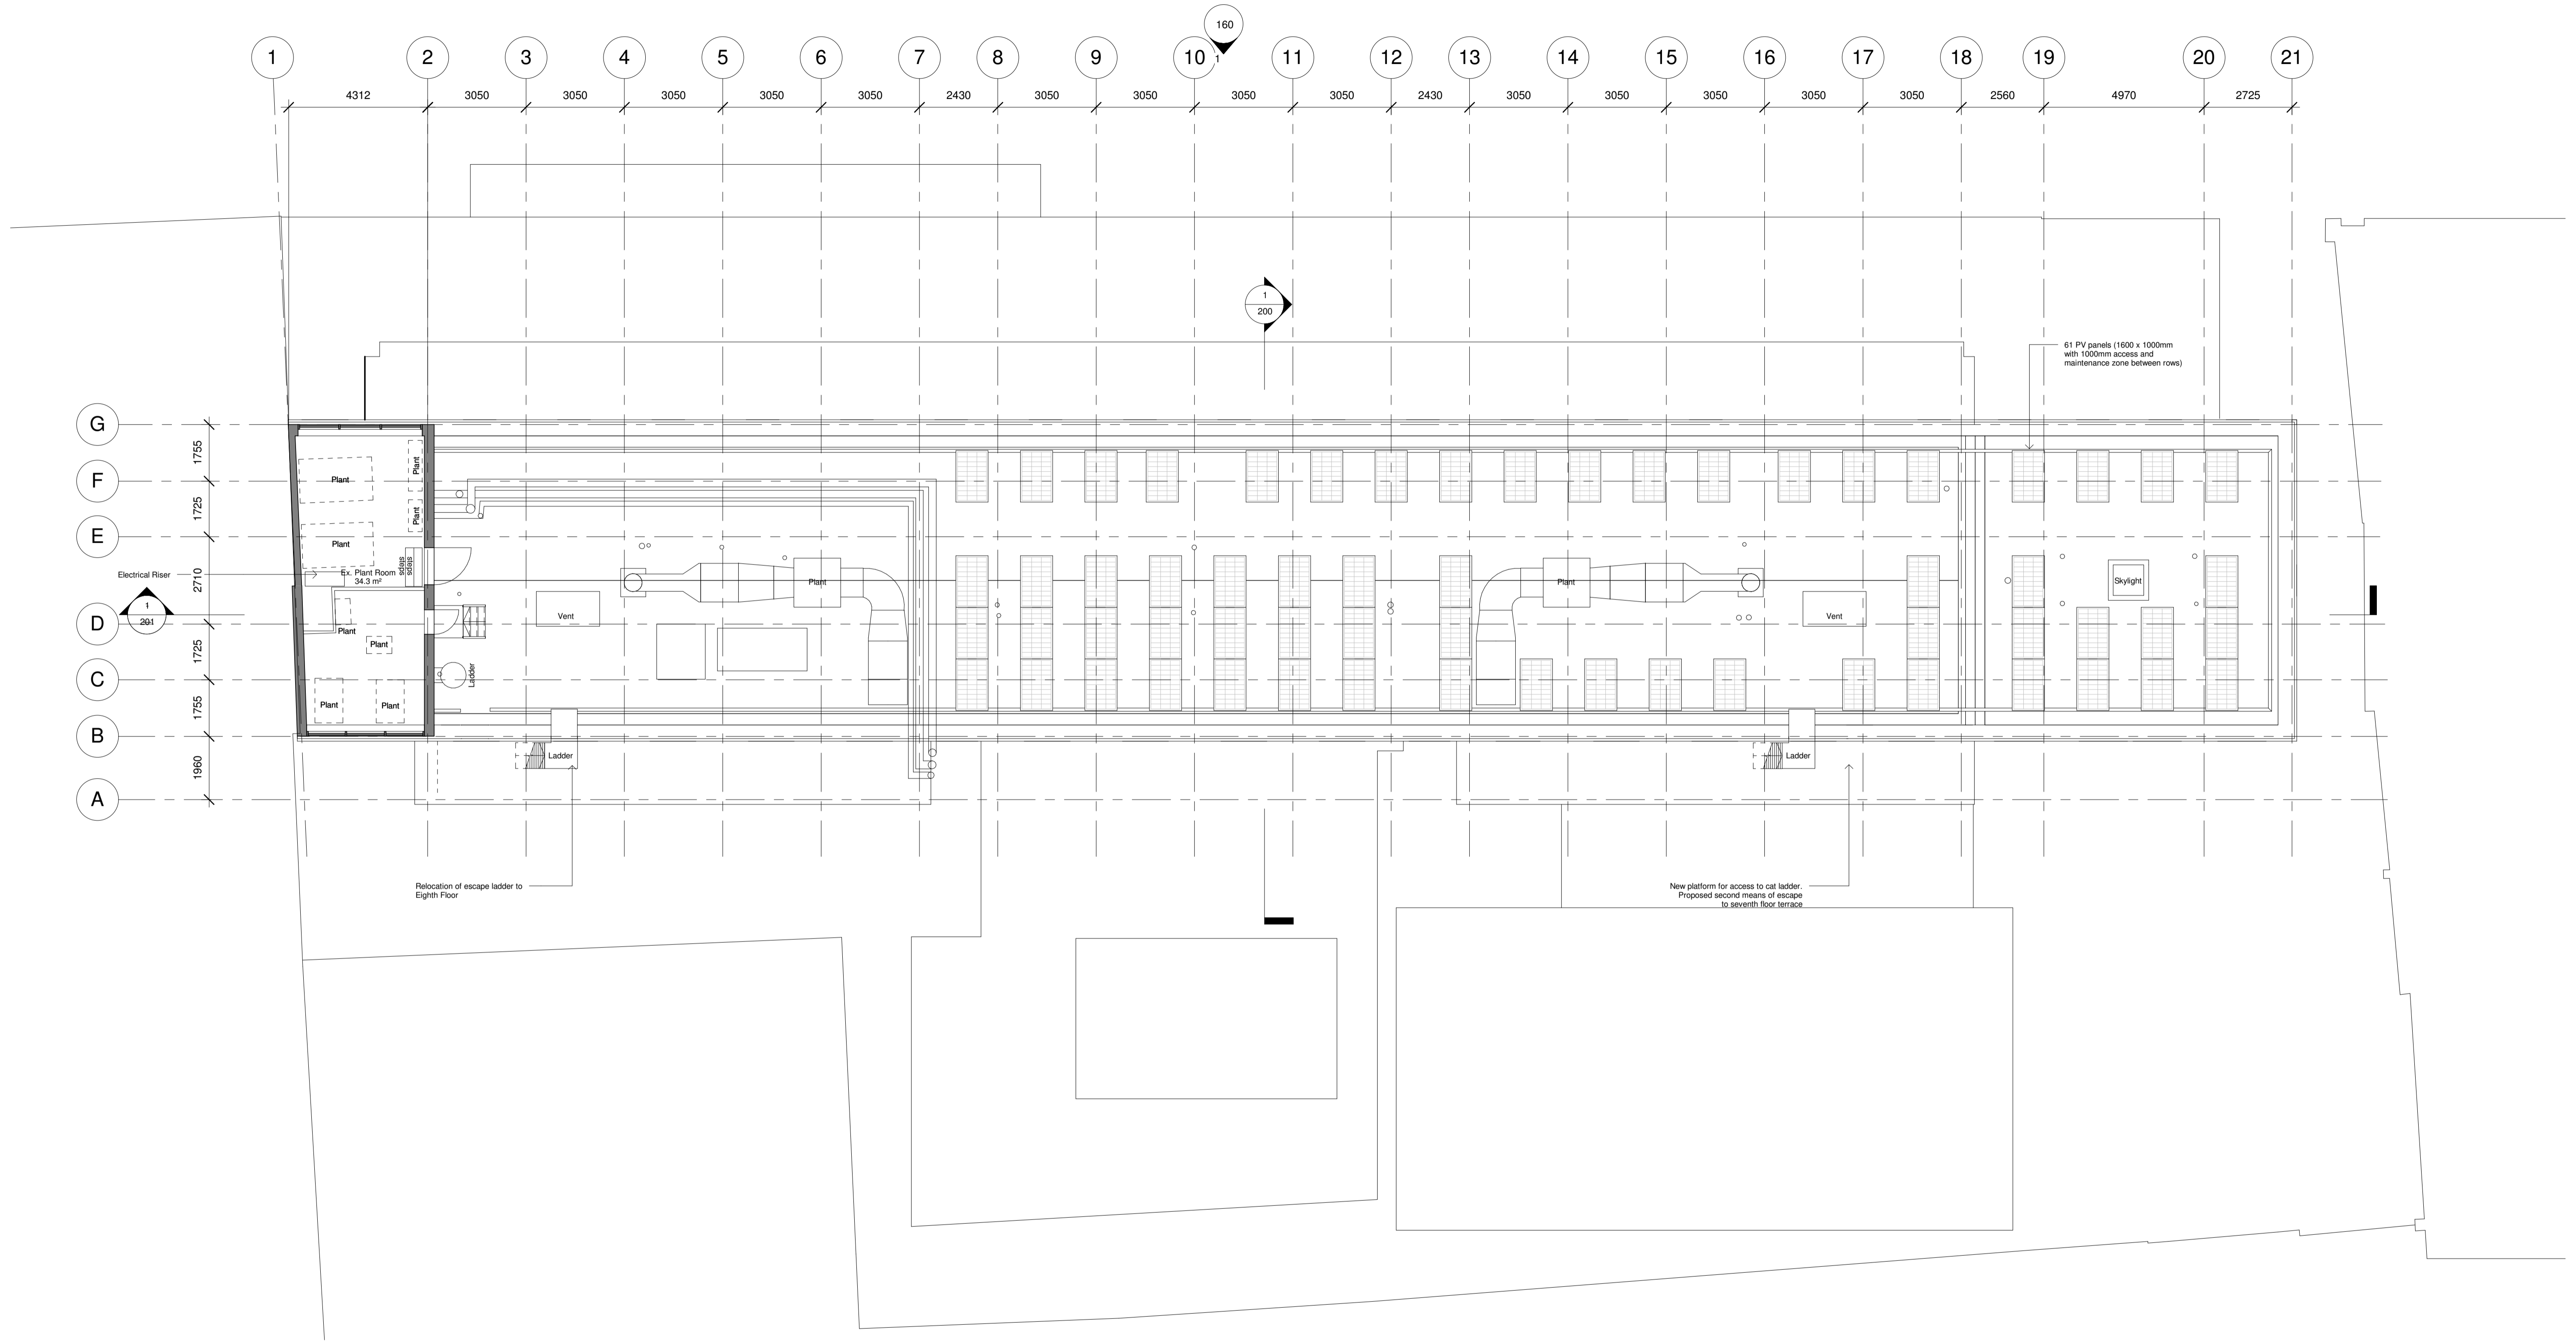 160
1
1 2 3 4 5 6 7 8 9 10 11 12 13 14 15 16 17 18 19 20 21
4312 3050 3050 3050 3050 3050 2430 3050 3050 3050 3050 2430 3050 3050 3050 3050 3050 2560 4970 2725
1
200
61 PV panels (1600 x 1000mm
with 1000mm access and
maintenance zone between rows)
G
1755
F
1725
E
2710
D
1725
C
1755
B
1960
A
Plant
Plant
Plant
Plant
steps
steps
Electrical Riser
Ex. Plant Room
34.3 m²
1
201
Plant
Plant
Plant
Plant
Ladder
Vent
Plant
Plant
Vent
Skylight
Ladder
Ladder
Relocation of escape ladder to
Eighth Floor
New platform for access to cat ladder.
Proposed second means of escape
to seventh floor terrace